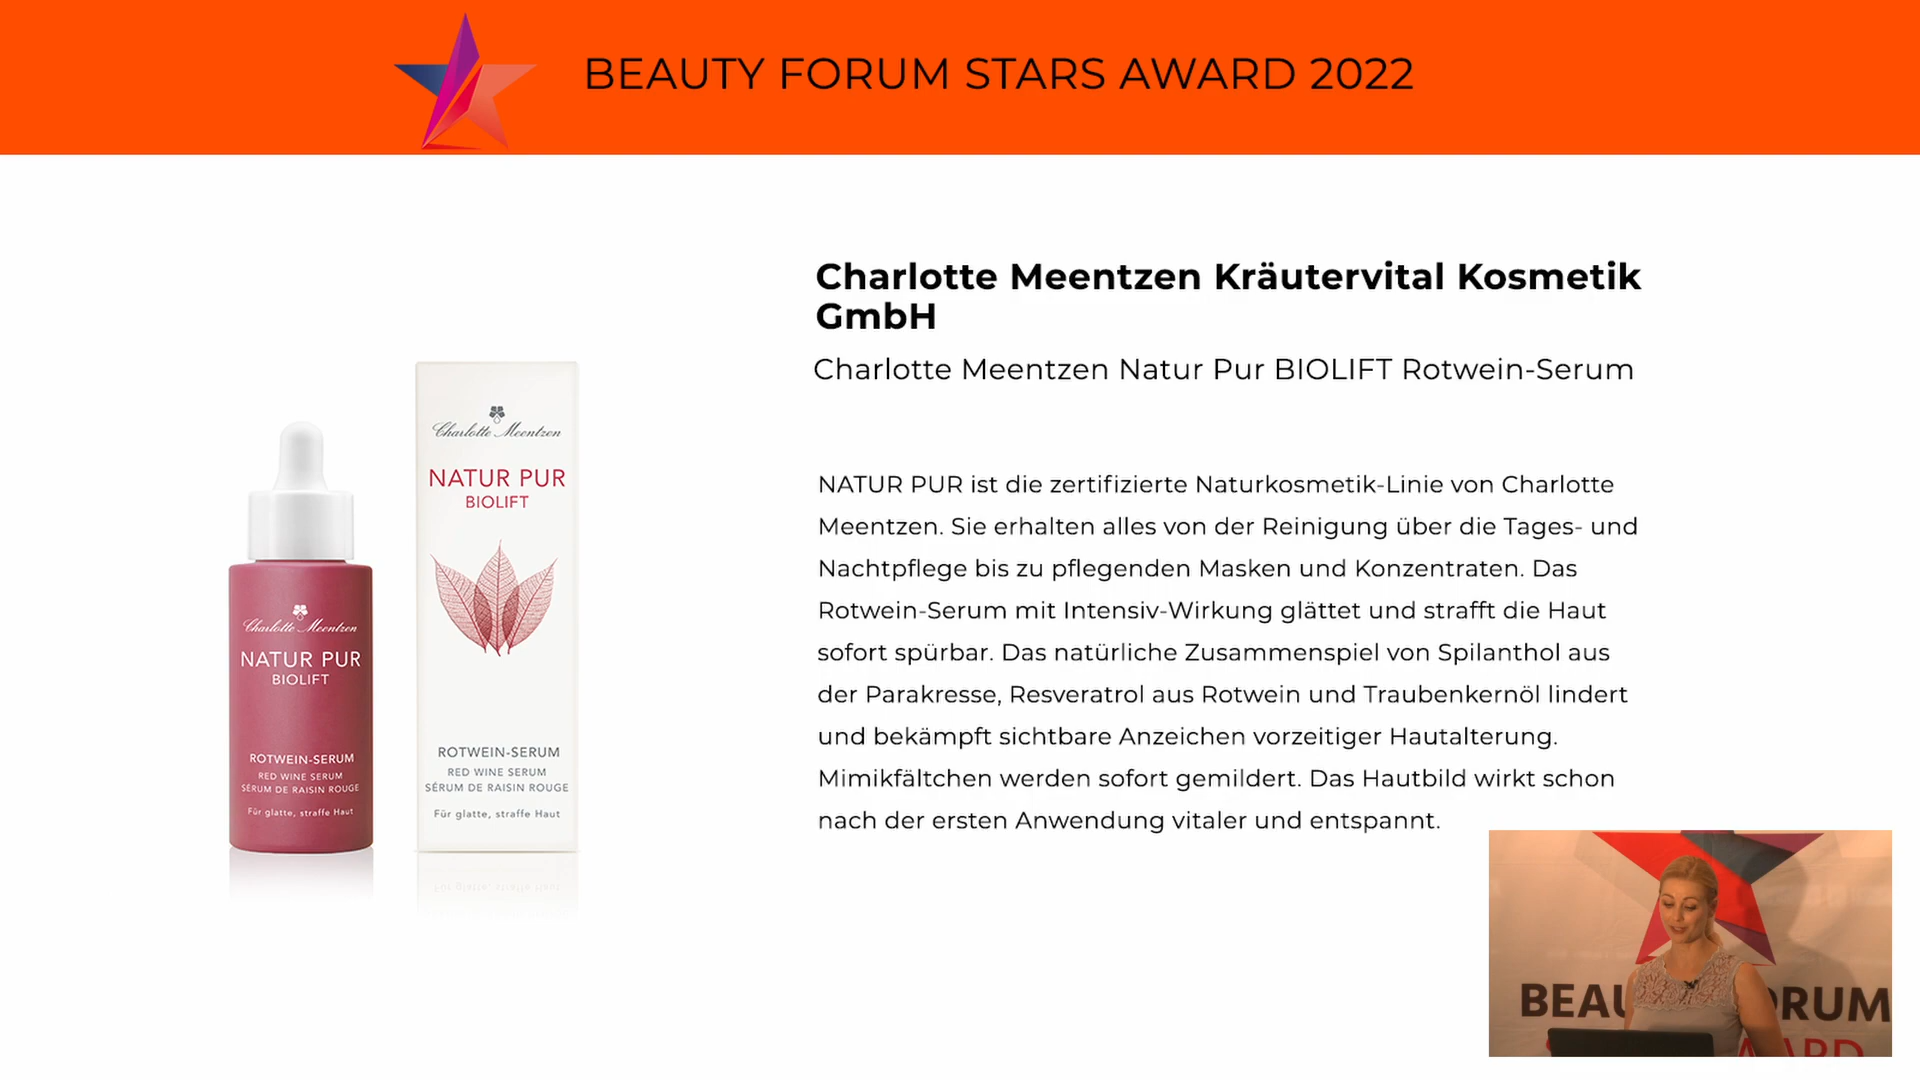 BEAUTY FORUM STARS AWARD 2022
Charlotte Meentzen Kräutervital Kosmetik
GmbH
Charlotte Meentzen Natur Pur BIOLIFT Rotwein-Serum
NATUR PUR ist die zertifizierte Naturkosmetik-Linie von Charlotte
Meentzen. Sie erhalten alles von der Reinigung über die Tages- und
Nachtpflege bis zu pflegenden Masken und Konzentraten. Das
Rotwein-Serum mit Intensiv-Wirkung glättet und strafft die Haut
sofort spürbar. Das natürliche Zusammenspiel von Spilanthol aus
der Parakresse, Resveratrol aus Rotwein und Traubenkernöl lindert
und bekämpft sichtbare Anzeichen vorzeitiger Hautalterung.
Mimikfältchen werden sofort gemildert. Das Hautbild wirkt schon
nach der ersten Anwendung vitaler und entspannt.
Charlotte Meentzen
NATUR PUR
BIOLIFT
ROTWEIN-SERUM
RED WINE SERUM
SÉRUM DE RAISIN ROUGE
Für glatte, straffe Haut
Charlotte Meentzen
NATUR PUR
BIOLIFT
ROTWEIN-SERUM
RED WINE SERUM
SÉRUM DE RAISIN ROUGE
Für glatte, straffe Haut